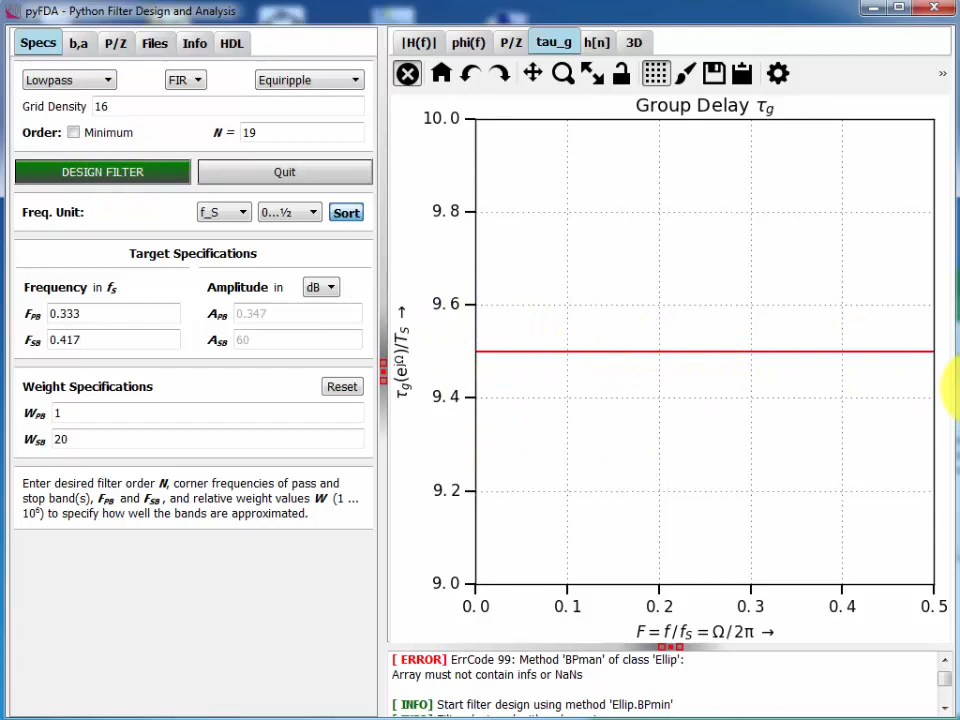 pyFDA - Python Filter Design and Analysis
Specs b,a P/Z Files Info HDL
Lowpass FIR Equiripple
Grid Density 16
Order: Minimum N = 19
DESIGN FILTER Quit
Freq. Unit: f_S 0...½ Sort
Target Specifications
Frequency in fS Amplitude in dB
FPB 0.333 APB 0.347
FSB 0.417 ASB 60
Weight Specifications Reset
WPB 1
WSB 20
Enter desired filter order N, corner frequencies of pass and
stop band(s), FPB and FSB, and relative weight values W (1 ...
10⁶) to specify how well the bands are approximated.
|H(f)| phi(f) P/Z tau_g h[n] 3D
»
Group Delay τg
10.0
9.8
9.6
9.4
9.2
9.0
τg(e^jΩ)/TS →
0.0 0.1 0.2 0.3 0.4 0.5
F = f/fS = Ω/2π →
[ ERROR] ErrCode 99: Method 'BPman' of class 'Ellip':
Array must not contain infs or NaNs
[ INFO] Start filter design using method 'Ellip.BPmin'